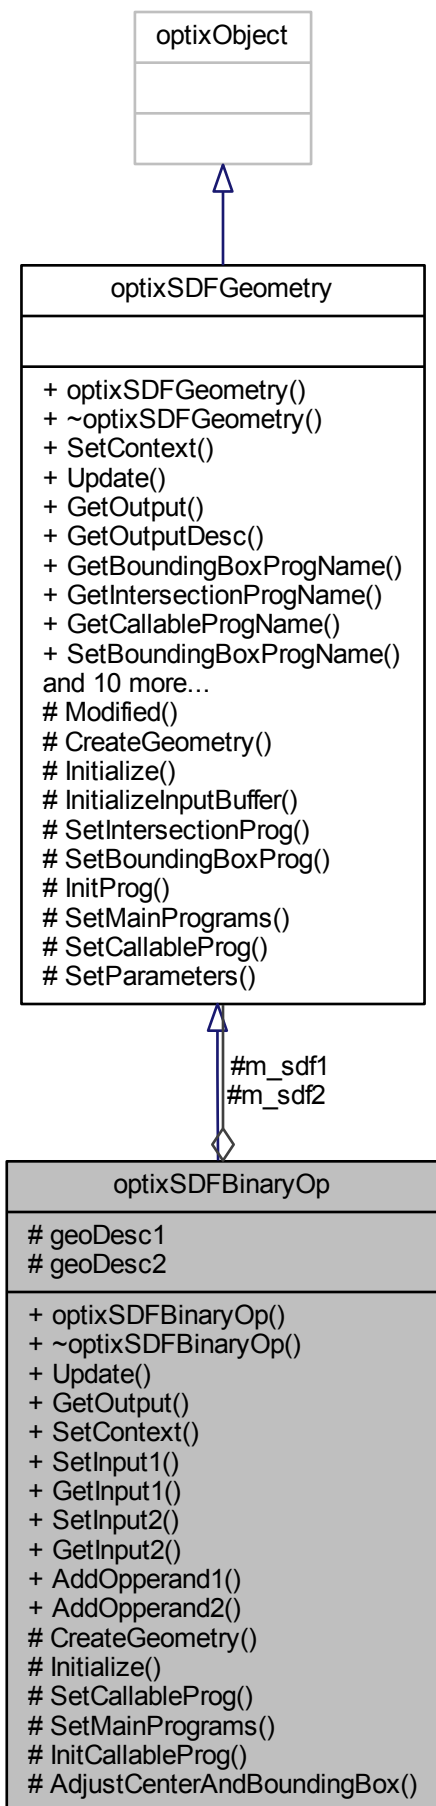 optixObject
optixSDFGeometry
+ optixSDFGeometry()
+ ~optixSDFGeometry()
+ SetContext()
+ Update()
+ GetOutput()
+ GetOutputDesc()
+ GetBoundingBoxProgName()
+ GetIntersectionProgName()
+ GetCallableProgName()
+ SetBoundingBoxProgName()
and 10 more...
# Modified()
# CreateGeometry()
# Initialize()
# InitializeInputBuffer()
# SetIntersectionProg()
# SetBoundingBoxProg()
# InitProg()
# SetMainPrograms()
# SetCallableProg()
# SetParameters()
#m_sdf1
#m_sdf2
optixSDFBinaryOp
# geoDesc1
# geoDesc2
+ optixSDFBinaryOp()
+ ~optixSDFBinaryOp()
+ Update()
+ GetOutput()
+ SetContext()
+ SetInput1()
+ GetInput1()
+ SetInput2()
+ GetInput2()
+ AddOpperand1()
+ AddOpperand2()
# CreateGeometry()
# Initialize()
# SetCallableProg()
# SetMainPrograms()
# InitCallableProg()
# AdjustCenterAndBoundingBox()